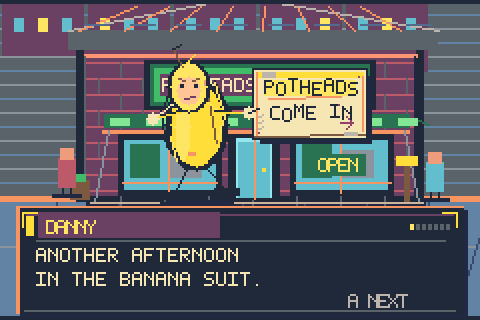 POTHEADS
COME IN
OPEN
DANNY
ANOTHER AFTERNOON
IN THE BANANA SUIT.
A NEXT